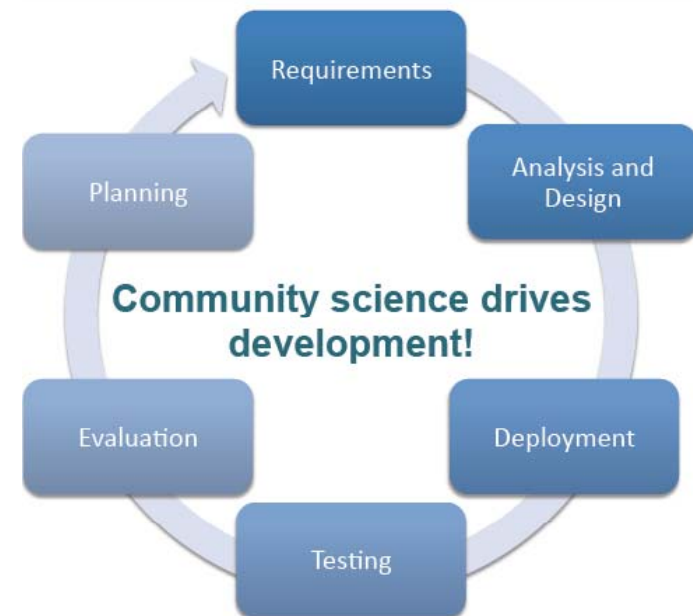 Requirements
Analysis and
Design
Planning
Community science drives
development!
Evaluation
Deployment
Testing